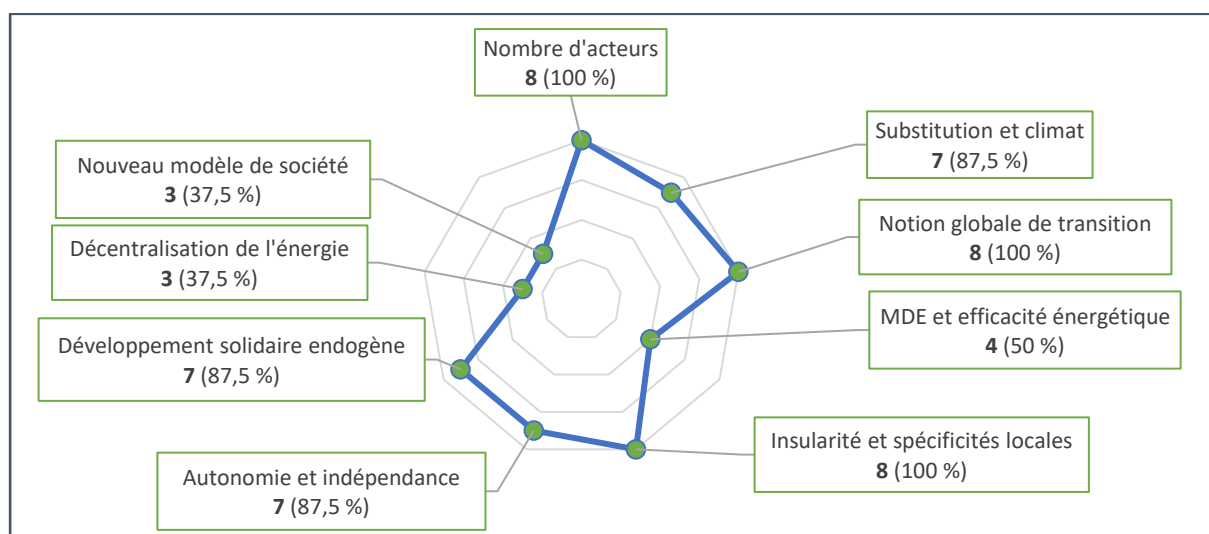 Nombre d'acteurs
8 (100 %)
Substitution et climat
7 (87,5 %)
Notion globale de transition
8 (100 %)
MDE et efficacité énergétique
4 (50 %)
Insularité et spécificités locales
8 (100 %)
Autonomie et indépendance
7 (87,5 %)
Développement solidaire endogène
7 (87,5 %)
Décentralisation de l'énergie
3 (37,5 %)
Nouveau modèle de société
3 (37,5 %)